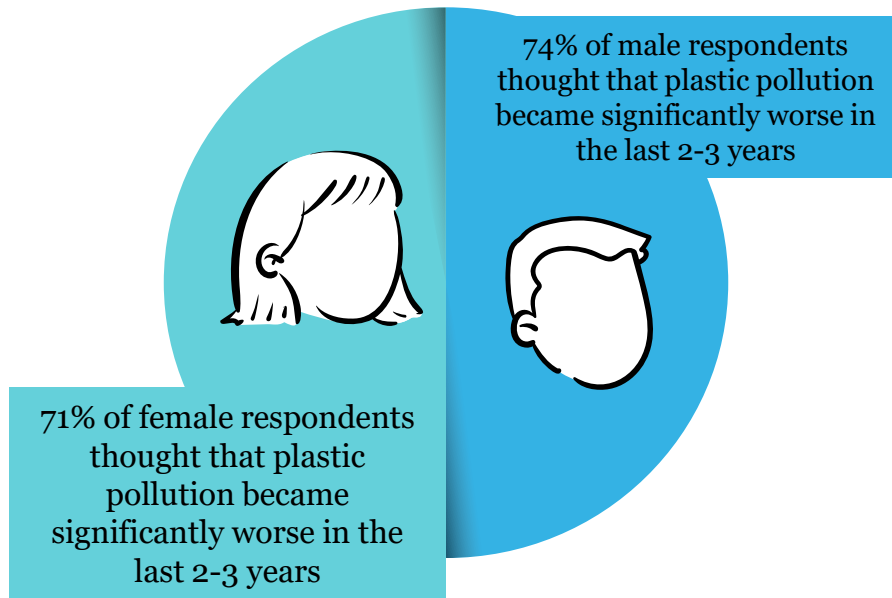 74% of male respondents
thought that plastic pollution
became significantly worse in
the last 2-3 years
71% of female respondents
thought that plastic
pollution became
significantly worse in the
last 2-3 years